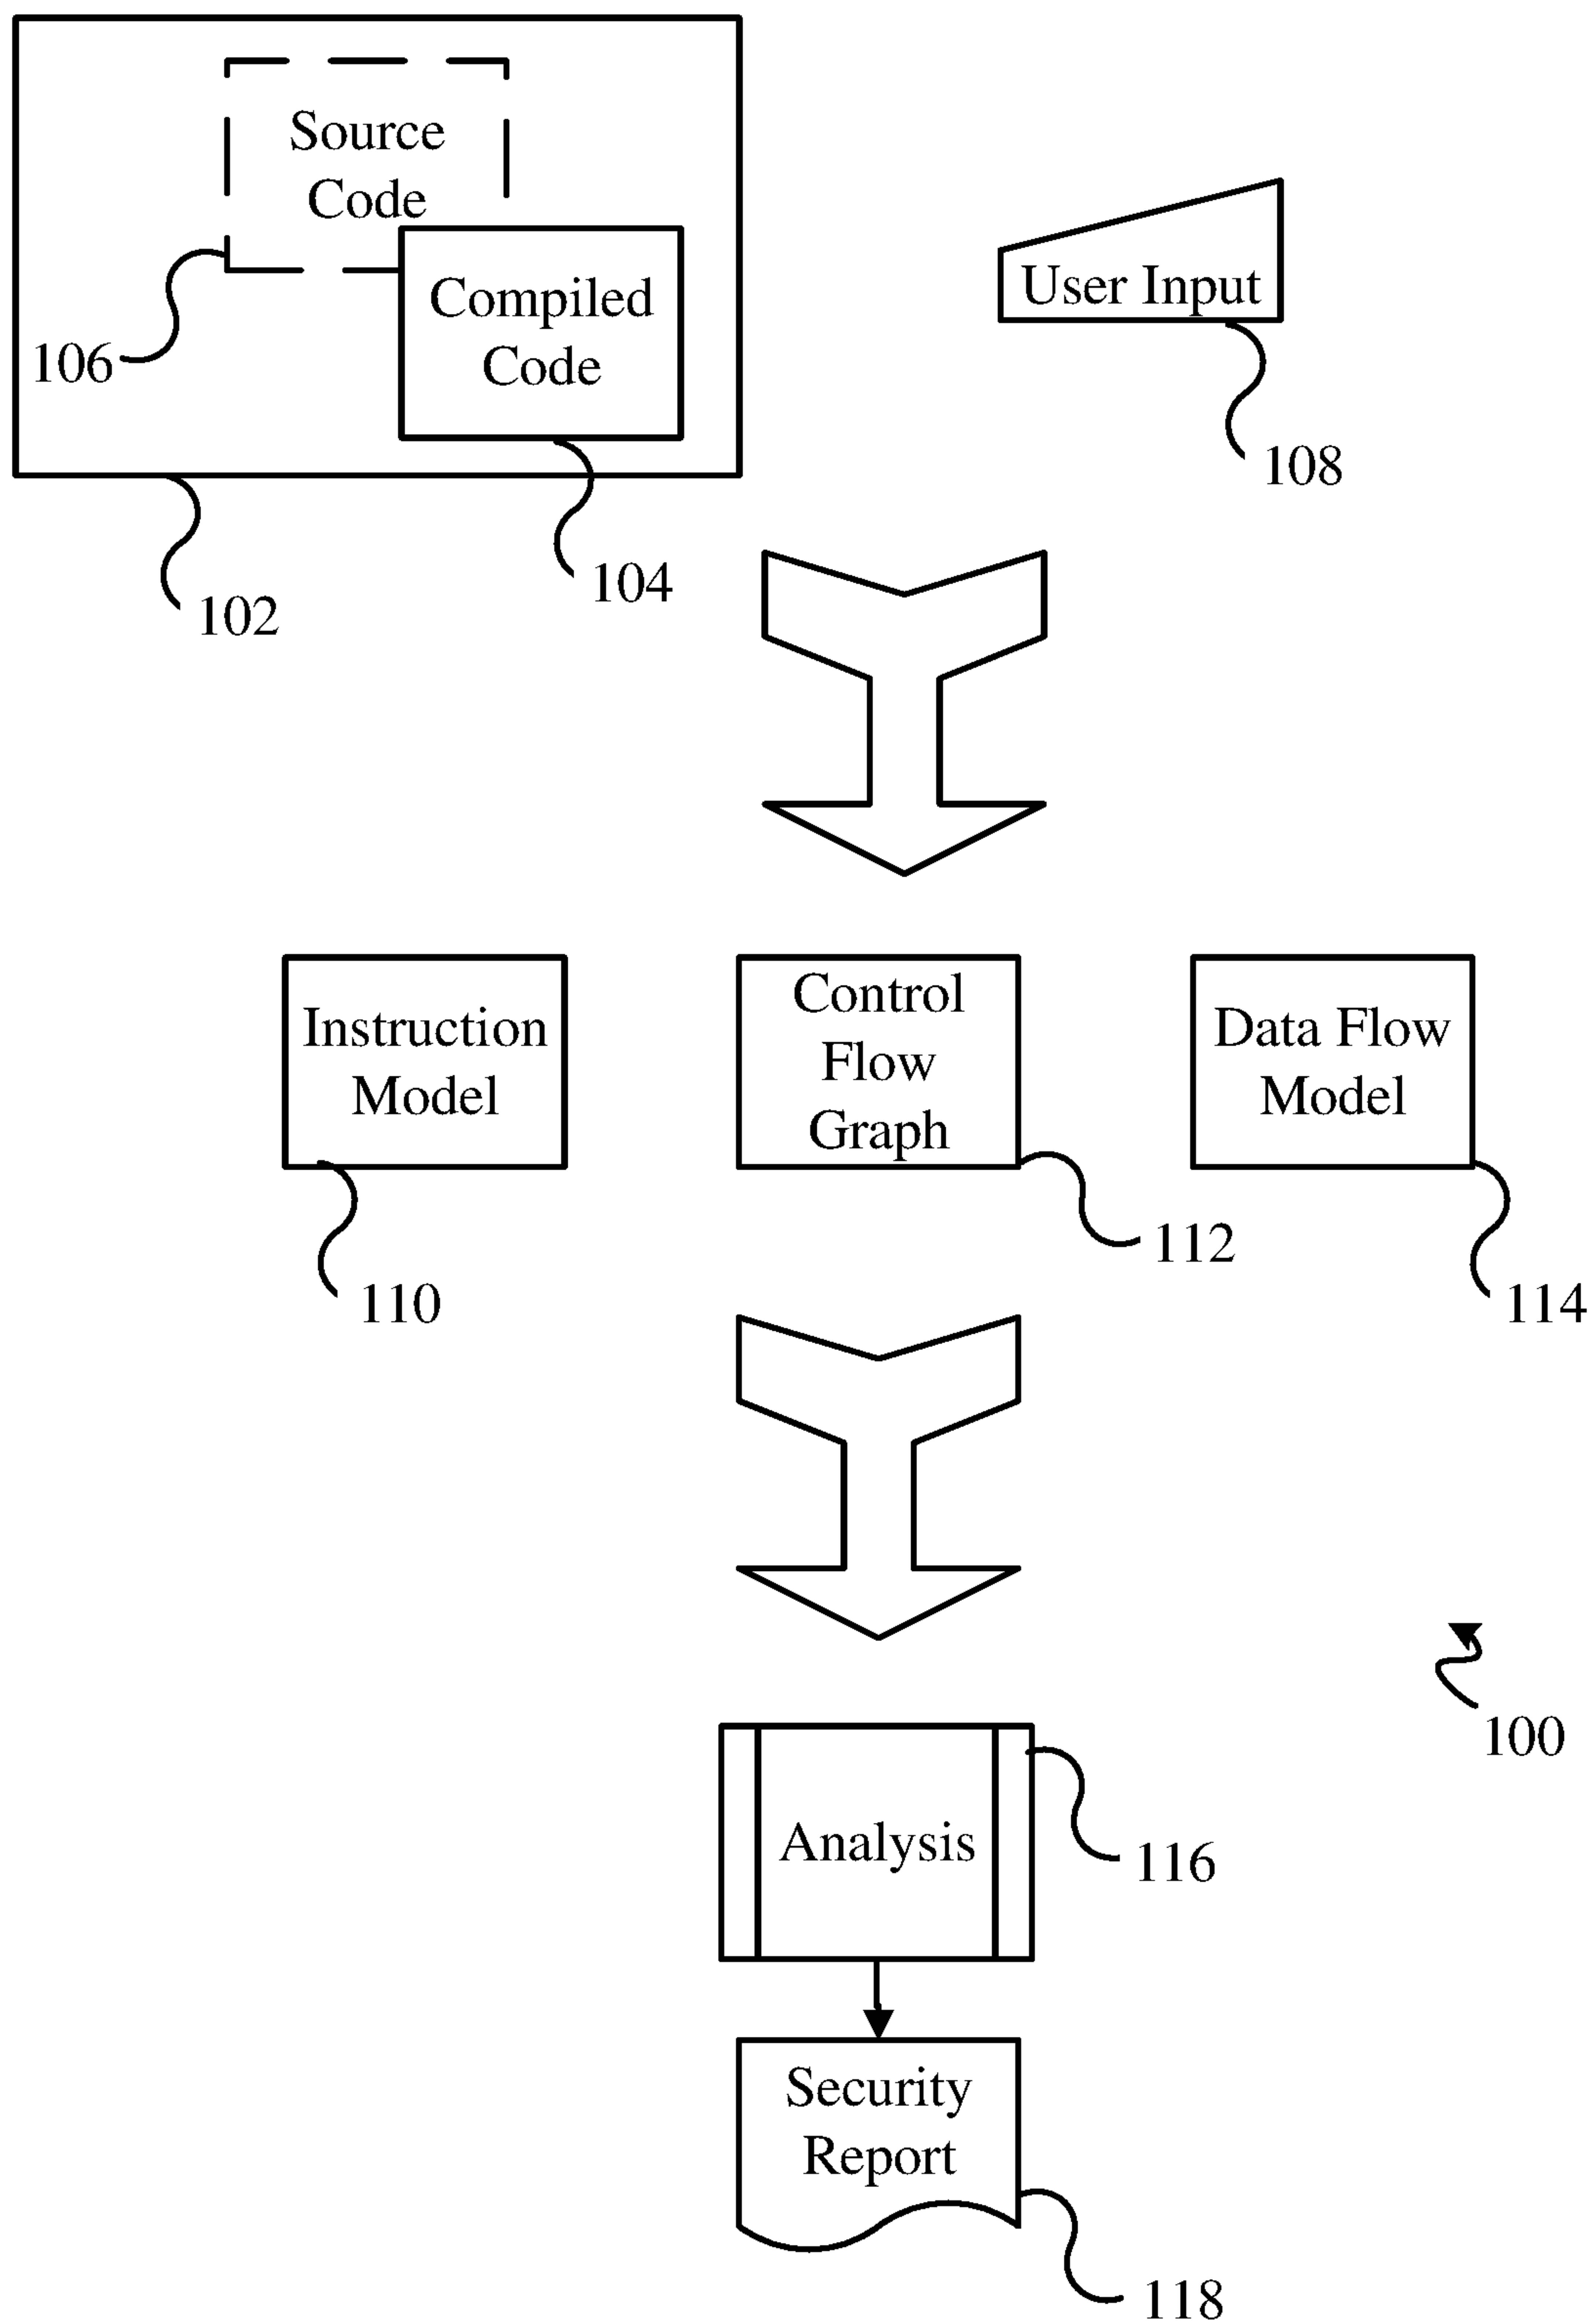 Source
Code
Compiled
Code
User Input
106
108
104
102
Instruction
Model
Control
Flow
Graph
Data Flow
Model
112
110
114
100
Analysis
116
Security
Report
118